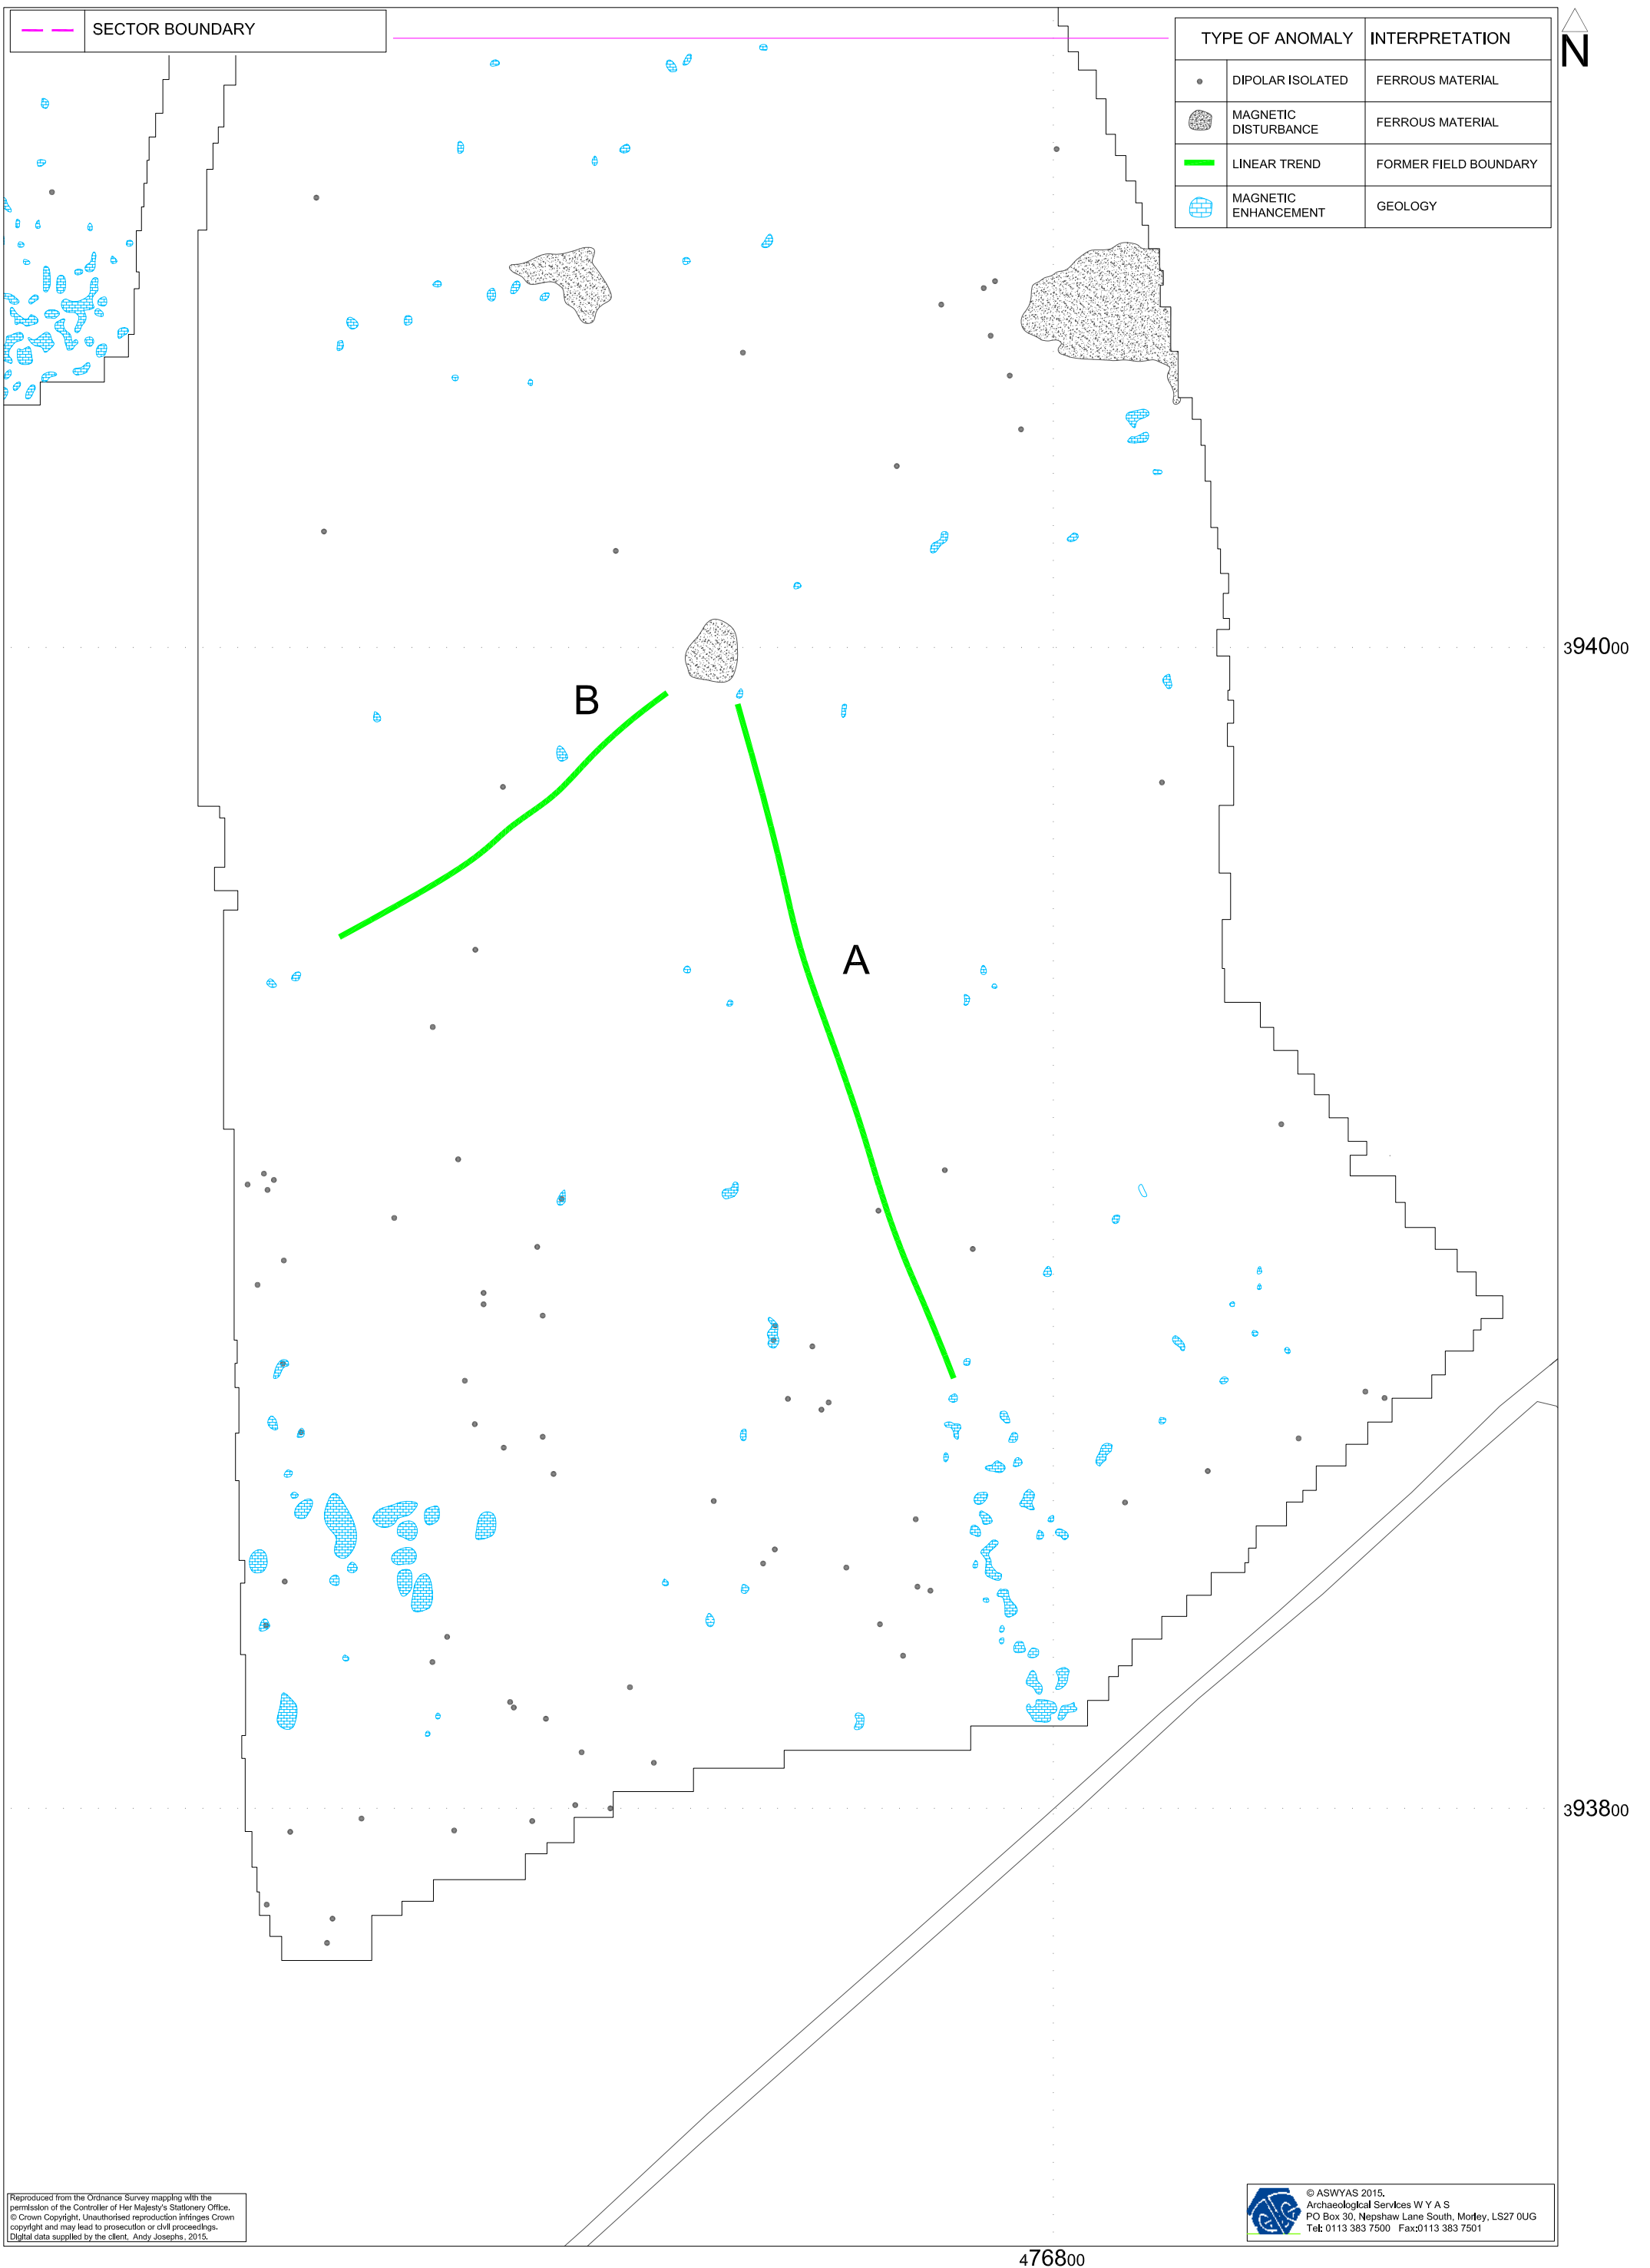 SECTOR BOUNDARY
N
TYPE OF ANOMALY INTERPRETATION
DIPOLAR ISOLATED FERROUS MATERIAL
MAGNETIC
DISTURBANCE
FERROUS MATERIAL
LINEAR TREND FORMER FIELD BOUNDARY
MAGNETIC
ENHANCEMENT
GEOLOGY
394000
B
A
393800
Reproduced from the Ordnance Survey mapping with the
permission of the Controller of Her Majesty's Stationery Office.
© Crown Copyright. Unauthorised reproduction infringes Crown
copyright and may lead to prosecution or civil proceedings.
Digital data supplied by the client, Andy Josephs, 2015.
© ASWYAS 2015.
Archaeological Services W Y A S
PO Box 30, Nepshaw Lane South, Morley, LS27 0UG
Tel: 0113 383 7500 Fax:0113 383 7501
476800